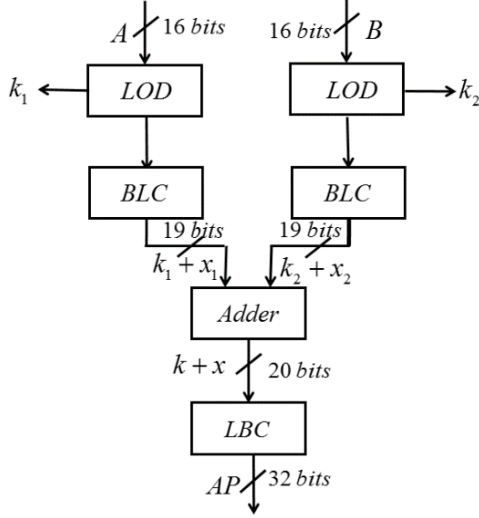 A 16 bits 16 bits B
k₁ LOD LOD k₂
BLC BLC
19 bits 19 bits
k₁ + x₁ k₂ + x₂
Adder
k + x 20 bits
LBC
AP 32 bits